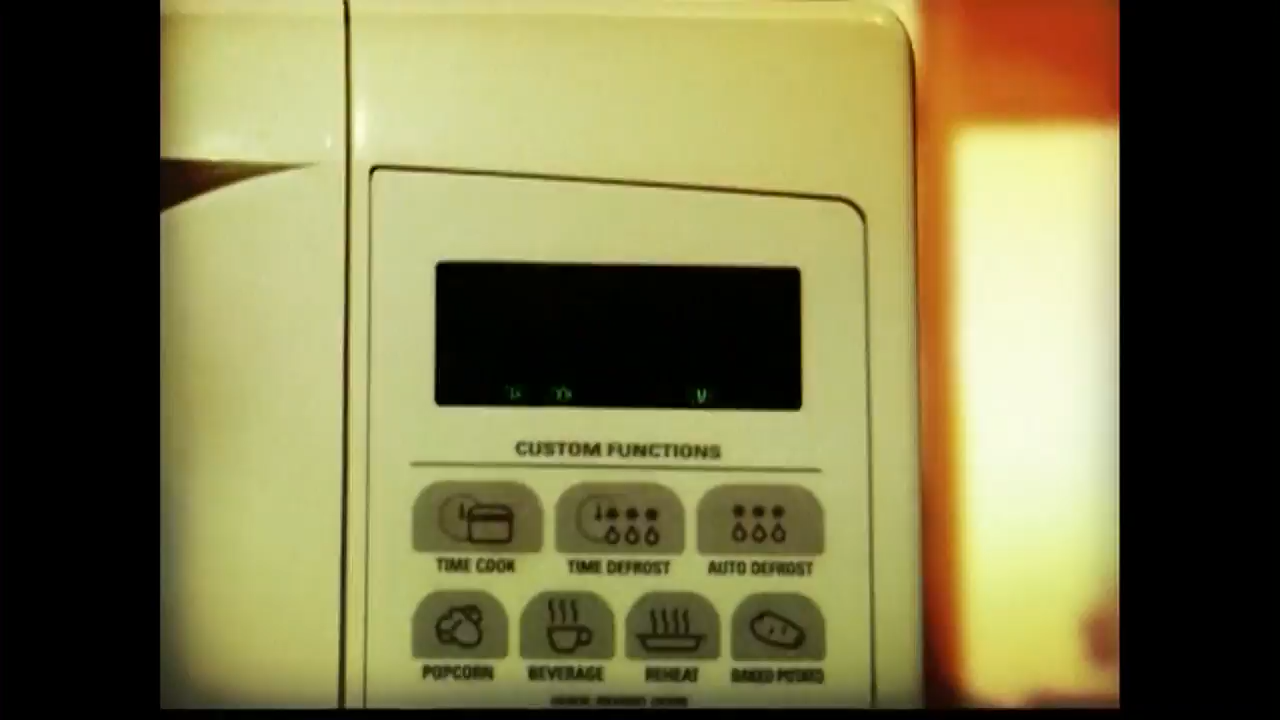 CUSTOM FUNCTIONS
TIME COOK TIME DEFROST AUTO DEFROST
POPCORN BEVERAGE REHEAT BAKED POTATO